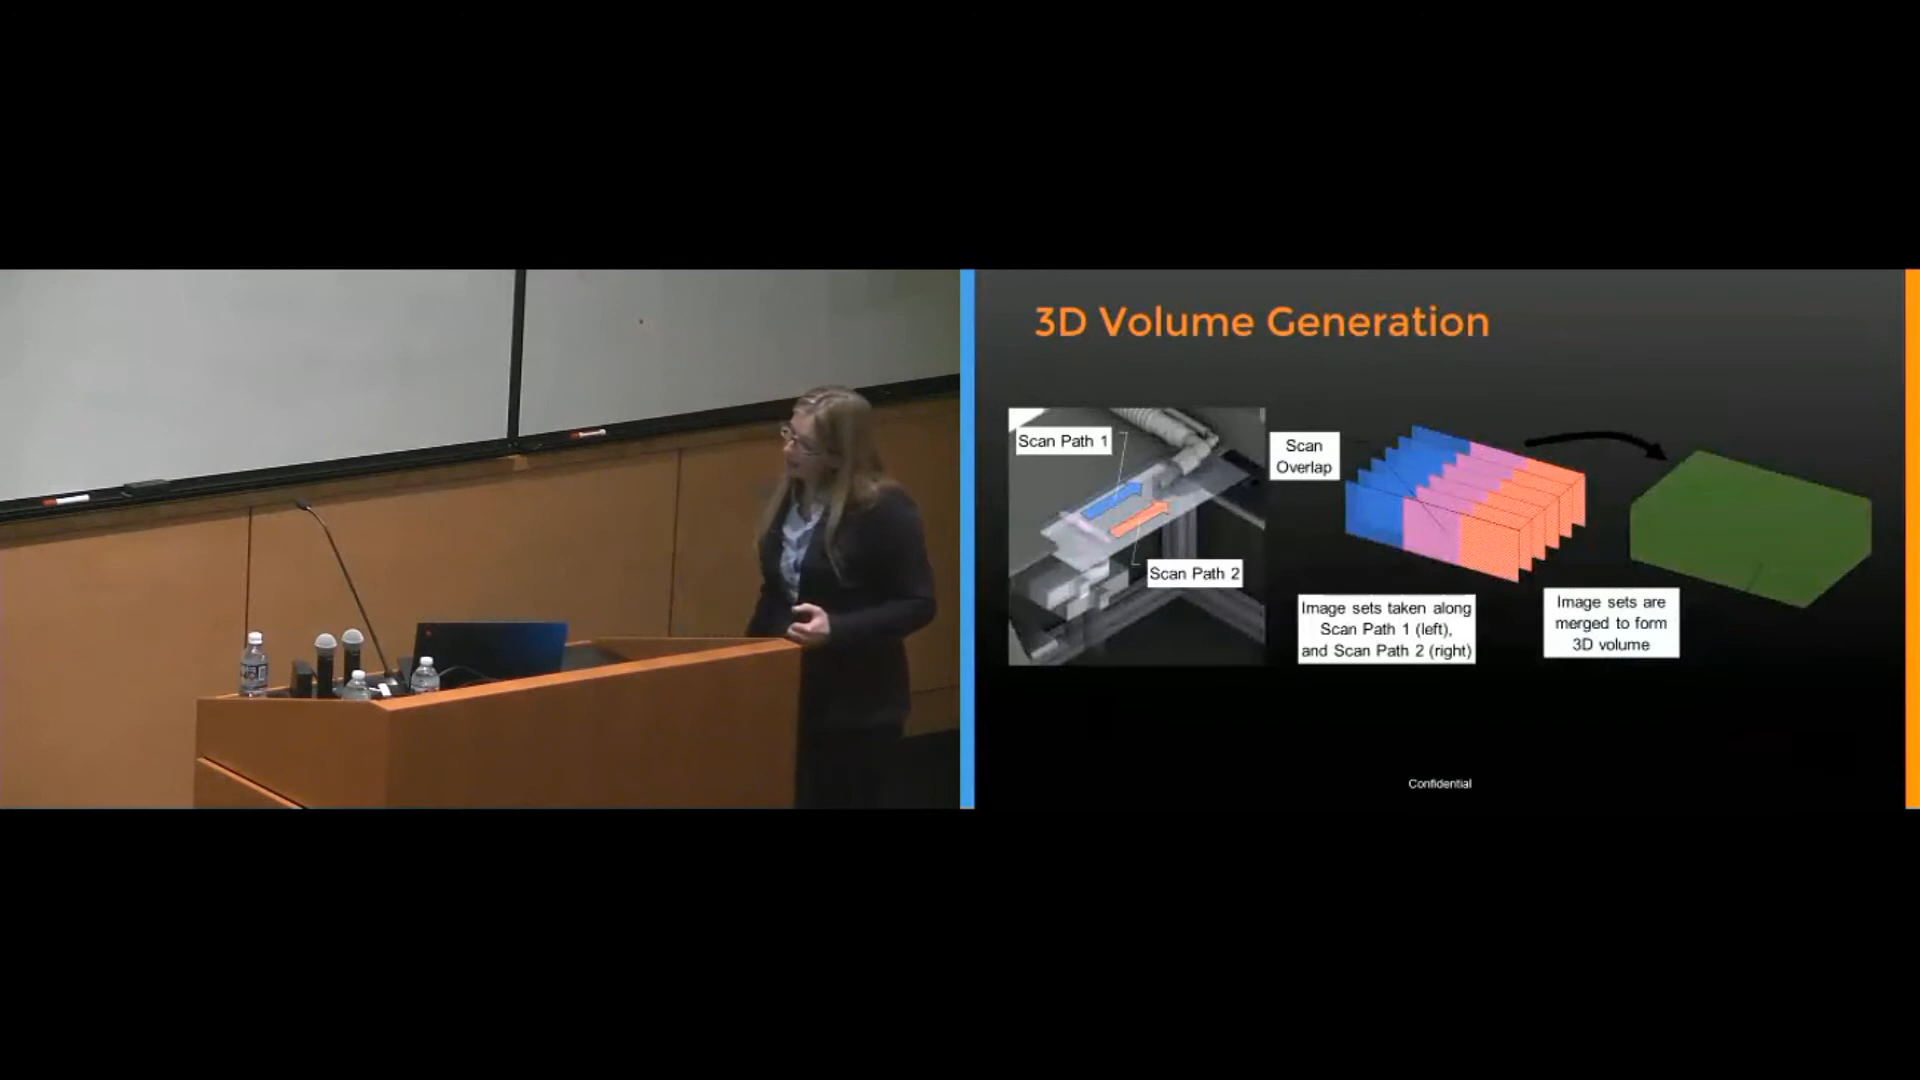 3D Volume Generation
Scan Path 1
Scan Path 2
Scan
Overlap
Image sets taken along
Scan Path 1 (left),
and Scan Path 2 (right)
Image sets are
merged to form
3D volume
Confidential